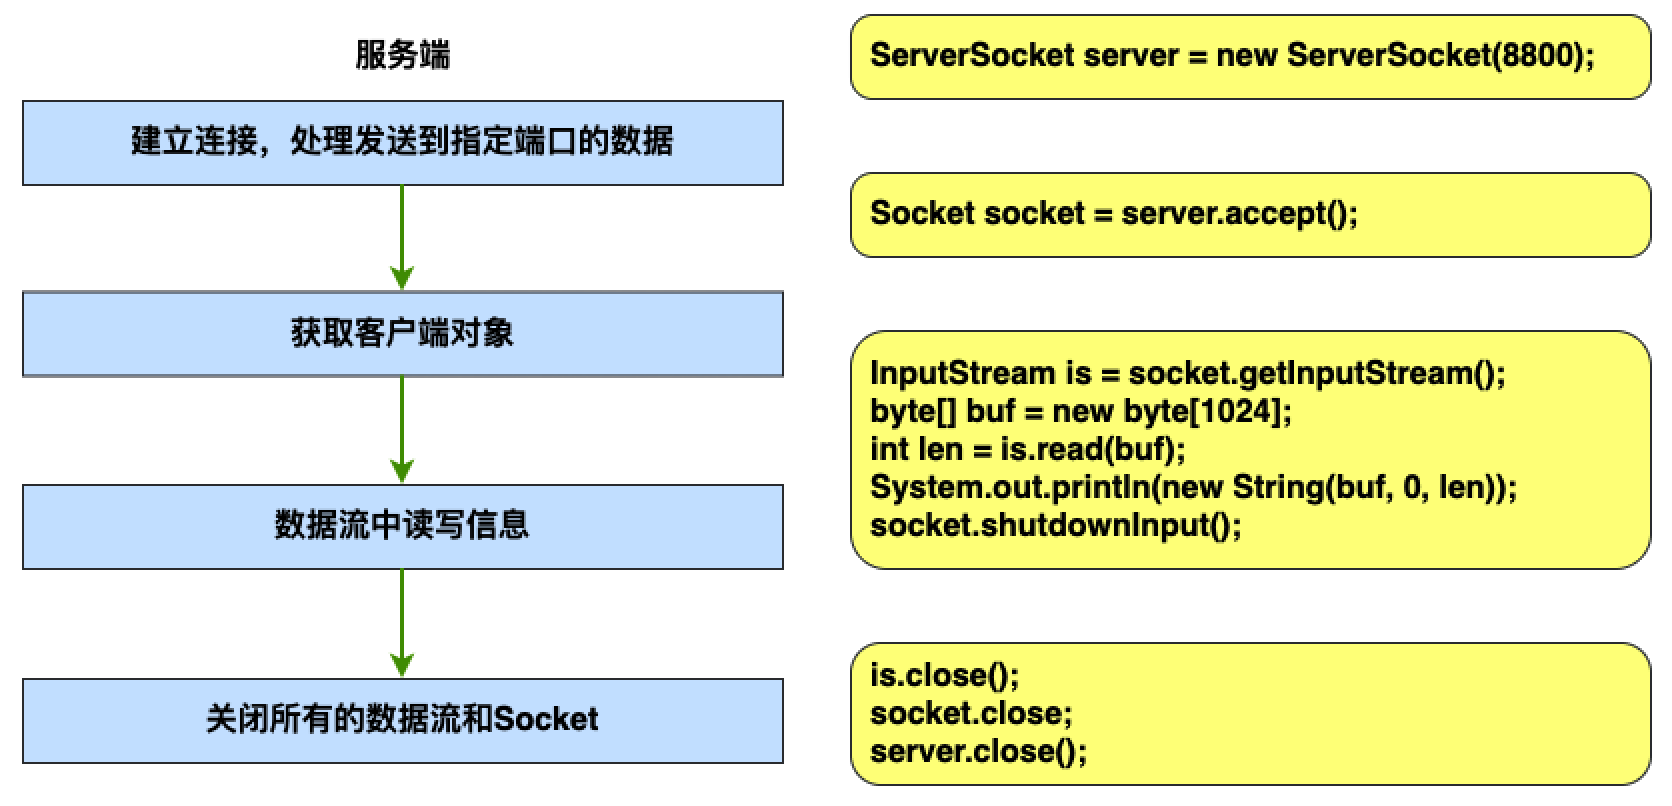 服务端
建立连接，处理发送到指定端口的数据
获取客户端对象
数据流中读写信息
关闭所有的数据流和Socket
ServerSocket server = new ServerSocket(8800);
Socket socket = server.accept();
InputStream is = socket.getInputStream();
byte[] buf = new byte[1024];
int len = is.read(buf);
System.out.println(new String(buf, 0, len));
socket.shutdownInput();
is.close();
socket.close;
server.close();